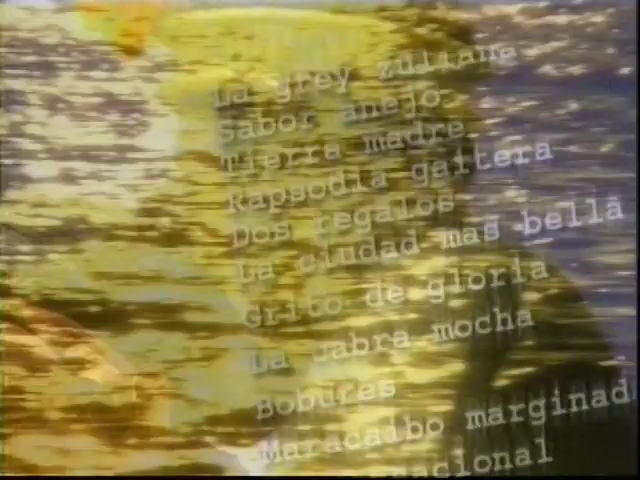 La grey zuliana
Sabor añejo
Tierra madre
Rapsodia gaitera
Dos regalos
La ciudad mas bella
Grito de gloria
La cabra mocha
Bobures
Maracaibo marginad